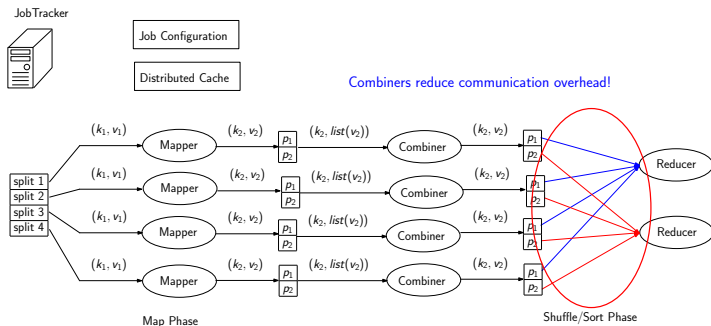 JobTracker
Job Configuration
Distributed Cache
Combiners reduce communication overhead!
(k₁, v₁) (k₂, v₂) (k₂, list(v₂)) (k₂, v₂)
Mapper p₁ p₂ Combiner p₁ p₂
(k₁, v₁) (k₂, v₂) (k₂, list(v₂)) (k₂, v₂)
Mapper p₁ p₂ Combiner p₁ p₂
(k₁, v₁) (k₂, v₂) (k₂, list(v₂)) (k₂, v₂)
Mapper p₁ p₂ Combiner p₁ p₂
(k₁, v₁) (k₂, v₂) (k₂, list(v₂)) (k₂, v₂)
Mapper p₁ p₂ Combiner p₁ p₂
split 1
split 2
split 3
split 4
Reducer
Reducer
Map Phase
Shuffle/Sort Phase